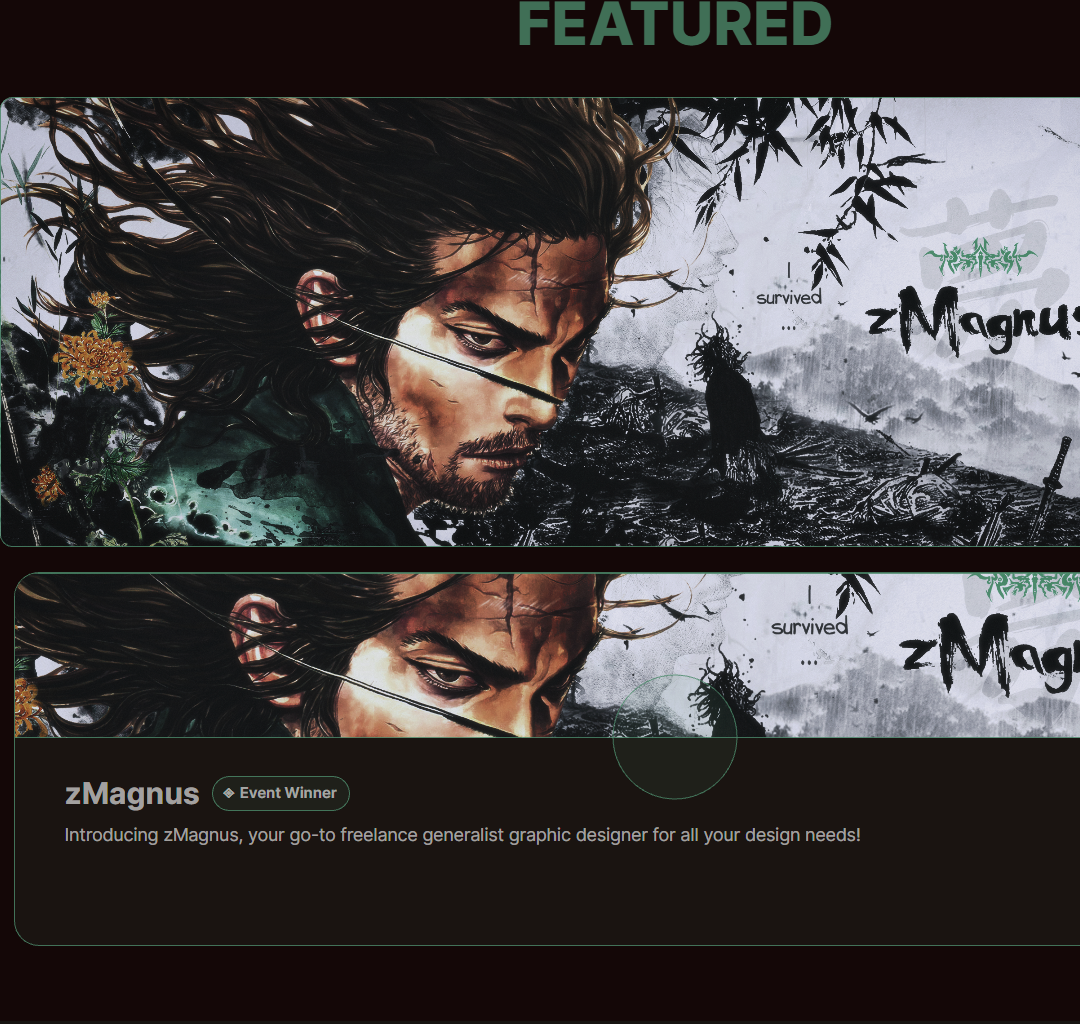 FEATURED
I
survived
...
zMagnus
I
survived
...
zMagn
zMagnus
Event Winner
Introducing zMagnus, your go-to freelance generalist graphic designer for all your design needs!